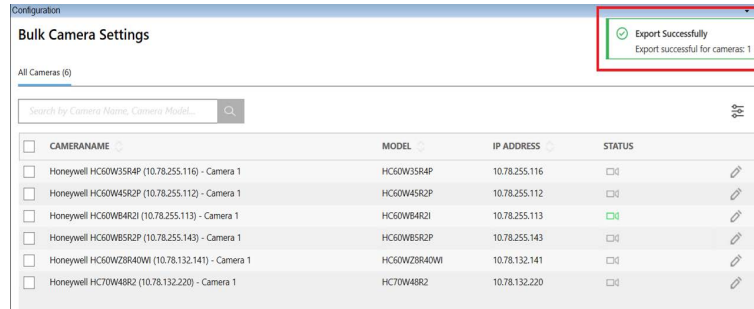 Configuration
Bulk Camera Settings
Export Successfully
Export successful for cameras: 1
All Cameras (6)
Search by Camera Name, Camera Model...
CAMERANAME MODEL IP ADDRESS STATUS
Honeywell HC60W35R4P (10.78.255.116) - Camera 1 HC60W35R4P 10.78.255.116
Honeywell HC60W45R2P (10.78.255.112) - Camera 1 HC60W45R2P 10.78.255.112
Honeywell HC60WB4R2I (10.78.255.113) - Camera 1 HC60WB4R2I 10.78.255.113
Honeywell HC60WB5R2P (10.78.255.143) - Camera 1 HC60WB5R2P 10.78.255.143
Honeywell HC60WZ8R40WI (10.78.132.141) - Camera 1 HC60WZ8R40WI 10.78.132.141
Honeywell HC70W48R2 (10.78.132.220) - Camera 1 HC70W48R2 10.78.132.220